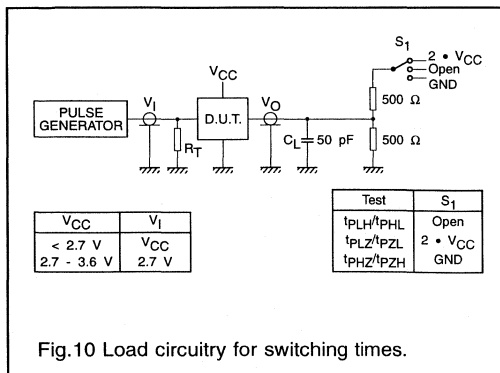 S1
2 • VCC
Open
GND
VCC
500 Ω
PULSE
GENERATOR
VI
D.U.T.
VO
RT
CL
50 pF
500 Ω
VCC VI
< 2.7 V VCC
2.7 - 3.6 V 2.7 V
Test S1
tPLH/tPHL Open
tPLZ/tPZL 2 • VCC
tPHZ/tPZH GND
Fig.10 Load circuitry for switching times.